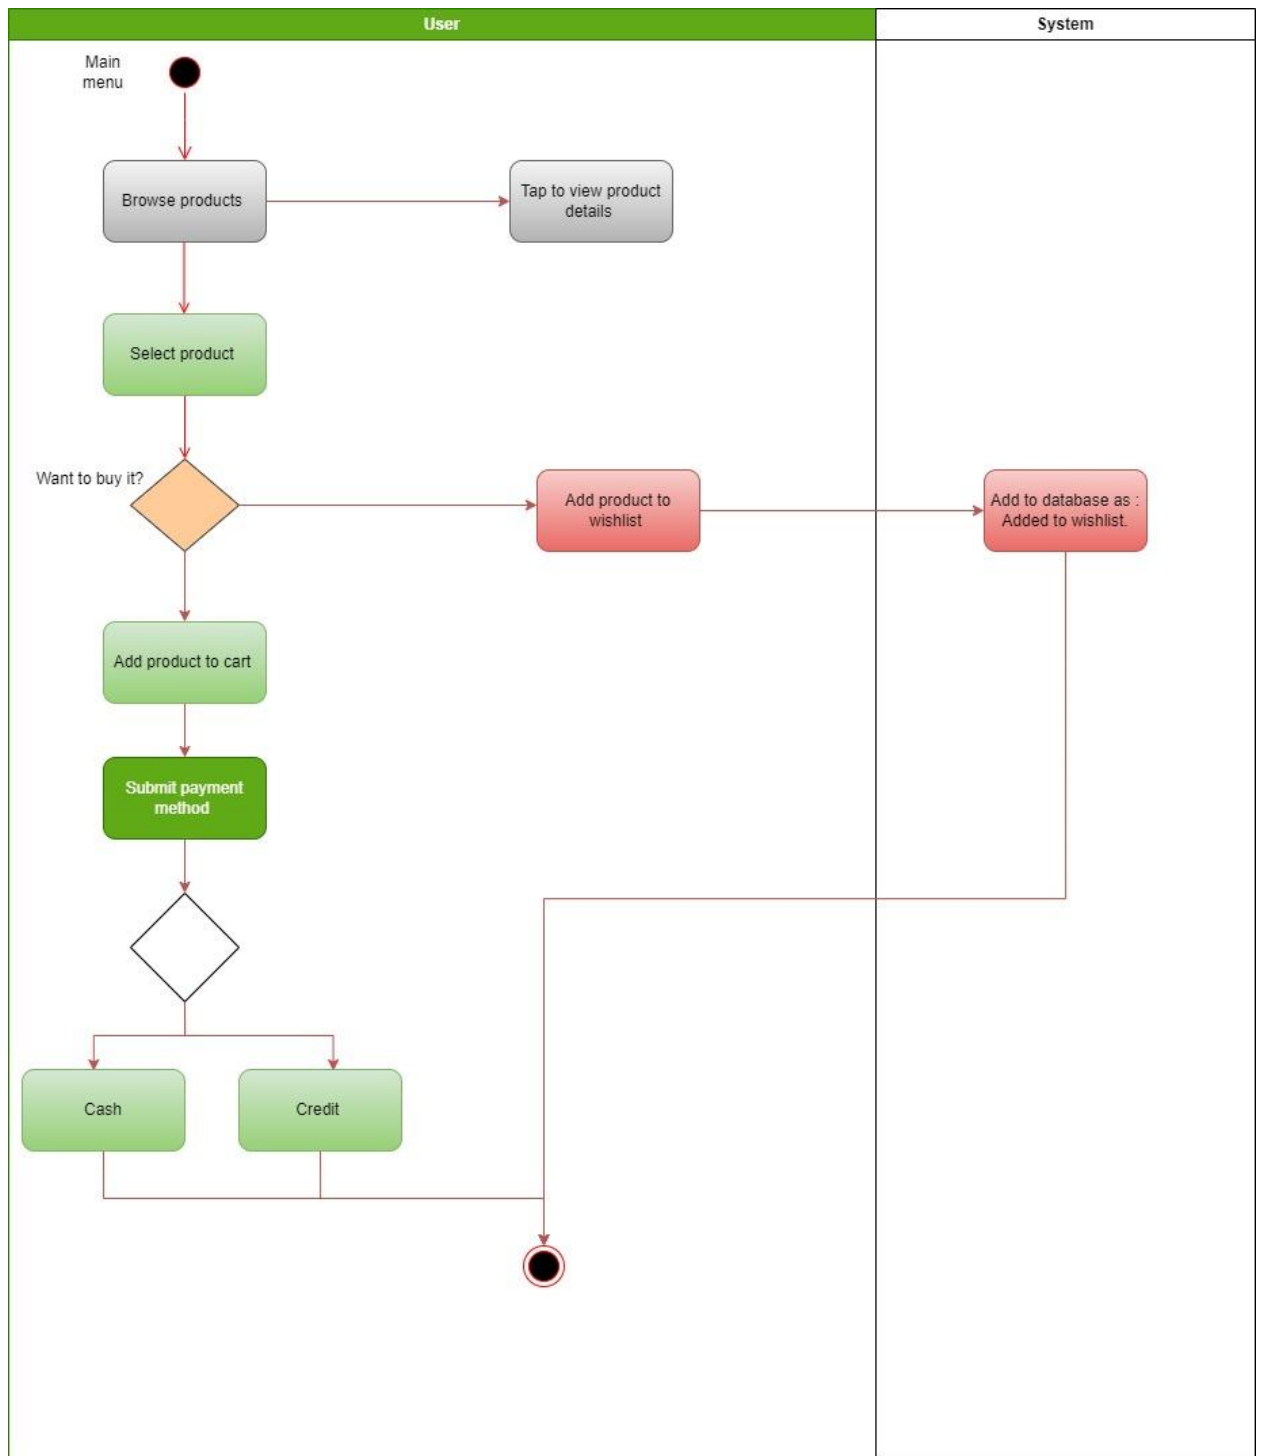 User
System
Main
menu
Browse products
Tap to view product
details
Select product
Want to buy it?
Add product to
wishlist
Add to database as :
Added to wishlist.
Add product to cart
Submit payment
method
Cash
Credit